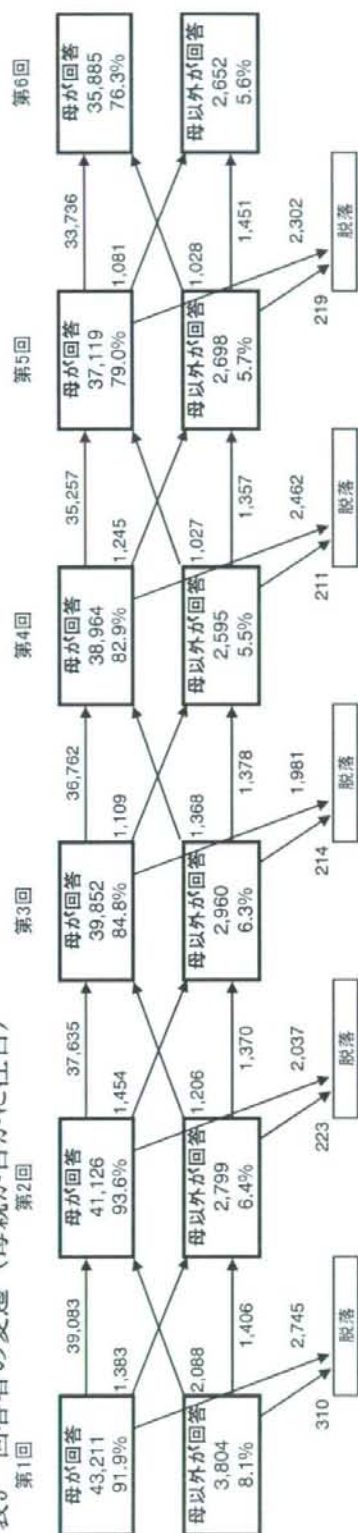 回答者の変遷
第1回
第2回
第3回
第4回
第5回
第6回
母が回答
43,211
91.9%
39,083
母が回答
41,126
93.6%
37,635
母が回答
39,852
84.8%
36,762
母が回答
38,964
82.9%
35,257
母が回答
37,119
79.0%
33,736
母が回答
35,885
76.3%
1,383
1,454
1,109
1,245
1,081
2,088
1,206
1,368
1,027
1,028
母以外が回答
3,804
8.1%
1,406
母以外が回答
2,799
6.4%
1,370
母以外が回答
2,960
6.3%
1,378
母以外が回答
2,595
5.5%
1,357
母以外が回答
2,698
5.7%
1,451
母以外が回答
2,652
5.6%
2,745
2,037
1,981
2,462
2,302
310
脱落
223
脱落
214
脱落
211
脱落
219
脱落